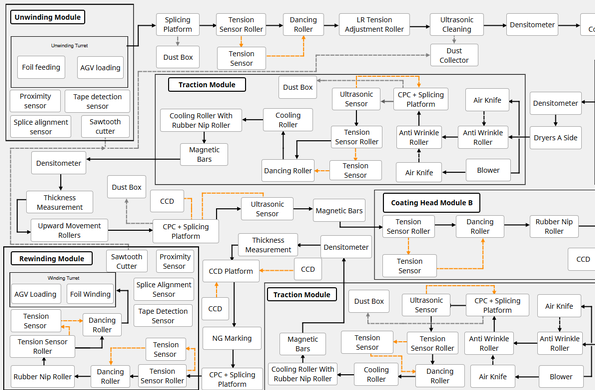 Unwinding Module
Unwinding Turret
Foil feeding
AGV loading
Proximity
sensor
Tape detection
sensor
Splice alignment
sensor
Sawtooth
cutter
Splicing
Platform
Tension
Sensor Roller
Dancing
Roller
LR Tension
Adjustment Roller
Ultrasonic
Cleaning
Densitometer
Dust Box
Tension
Sensor
Dust
Collector
Traction Module
Dust Box
Ultrasonic
Sensor
CPC + Splicing
Platform
Air Knife
Densitometer
Cooling Roller With
Rubber Nip Roller
Cooling
Roller
Tension
Sensor Roller
Anti Wrinkle
Roller
Anti Wrinkle
Roller
Dryers A Side
Magnetic
Bars
Dancing Roller
Tension
Sensor
Air Knife
Blower
Densitometer
Thickness
Measurement
Upward Movement
Rollers
Dust Box
CCD
CPC + Splicing
Platform
Ultrasonic
Sensor
Magnetic Bars
Coating Head Module B
Tension
Sensor Roller
Dancing
Roller
Rubber Nip
Roller
Tension
Sensor
CCD
Thickness
Measurement
Densitometer
CCD Platform
CCD
CCD
NG Marking
CPC + Splicing
Platform
Rewinding Module
Sawtooth
Cutter
Proximity
Sensor
Winding Turret
AGV Loading
Foil Winding
Splice Alignment
Sensor
Tape Detection
Sensor
Tension
Sensor
Dancing
Roller
Tension Sensor
Roller
Tension
Sensor
Rubber Nip Roller
Dancing
Roller
Tension
Sensor Roller
Traction Module
Dust Box
Ultrasonic
Sensor
CPC + Splicing
Platform
Air Knife
Magnetic
Bars
Tension
Sensor
Tension
Sensor Roller
Anti Wrinkle
Roller
Anti Wrinkle
Roller
Cooling Roller With
Rubber Nip Roller
Cooling
Roller
Dancing
Roller
Air Knife
Blower